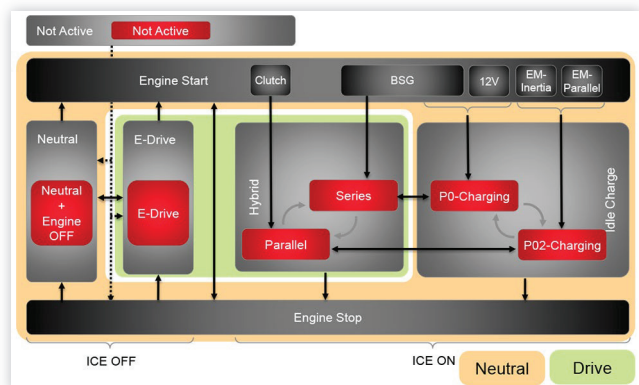 Not Active
Not Active
Engine Start
Clutch
BSG
12V
EM-
Inertia
EM-
Parallel
Neutral
E-Drive
Neutral
+
Engine
OFF
E-Drive
Hybrid
Series
Parallel
P0-Charging
P02-Charging
Idle Charge
Engine Stop
ICE OFF
ICE ON
Neutral
Drive